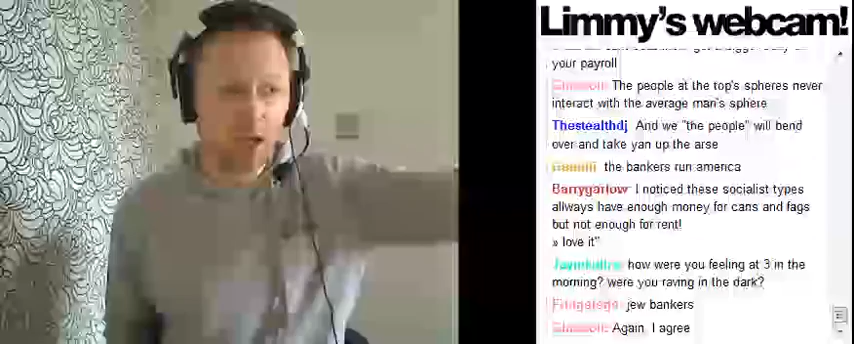 Limmy's webcam!
your payroll
The people at the top's spheres never
interact with the average man's sphere
Thestealthdj And we "the people" will bend
over and take yan up the arse
the bankers run america
Barrygarlow I noticed these socialist types
allways have enough money for cans and fags
but not enough for rent!
» love it"
how were you feeling at 3 in the
morning? were you raving in the dark?
jew bankers
Again, I agree